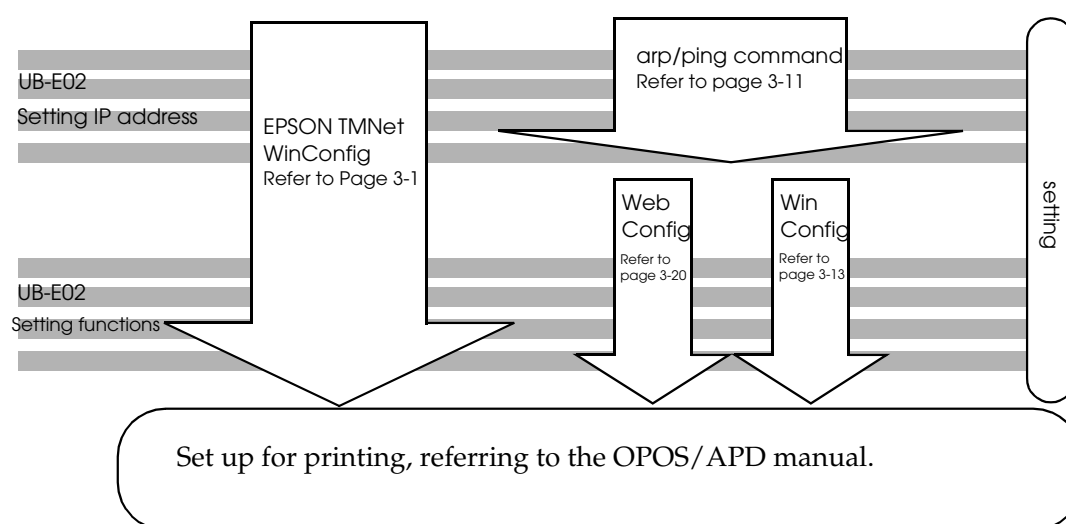 UB-E02
Setting IP address
EPSON TMNet
WinConfig
Refer to Page 3-1
arp/ping command
Refer to page 3-11
Web
Config
Refer to
page 3-20
Win
Config
Refer to
page 3-13
setting
UB-E02
Setting functions
Set up for printing, referring to the OPOS/APD manual.